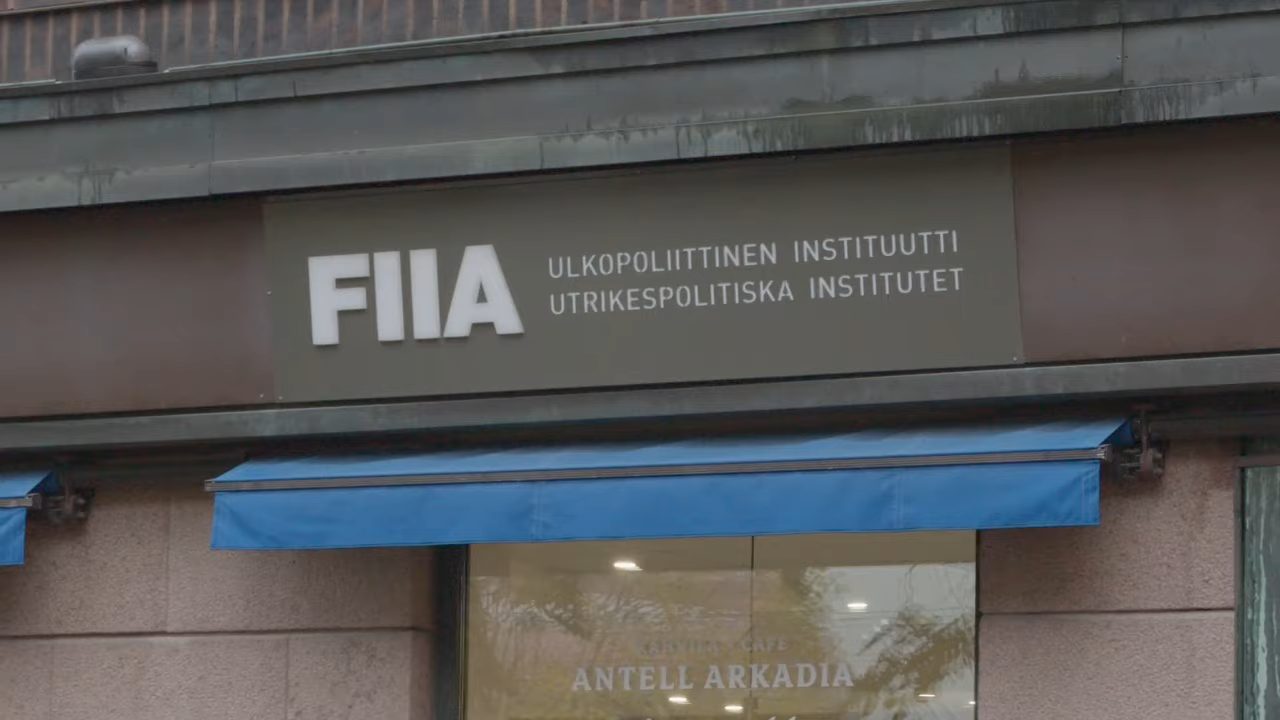 FIIA
ULKOPOLIITTINEN INSTITUUTTI
UTRIKESPOLITISKA INSTITUTET
KAHVILA - CAFE
ANTELL ARKADIA